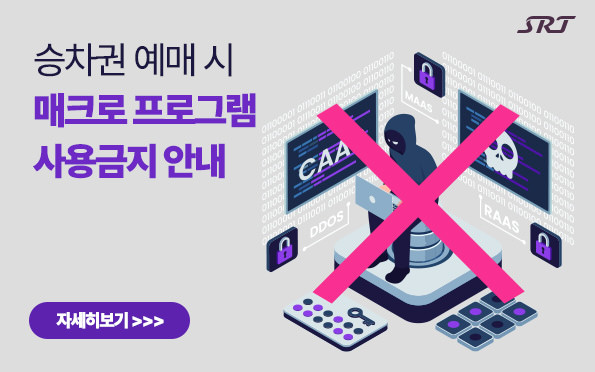 SRT
승차권 예매 시
매크로 프로그램
사용금지 안내
MAAS
CAA
DDOS
RAAS
자세히보기 >>>